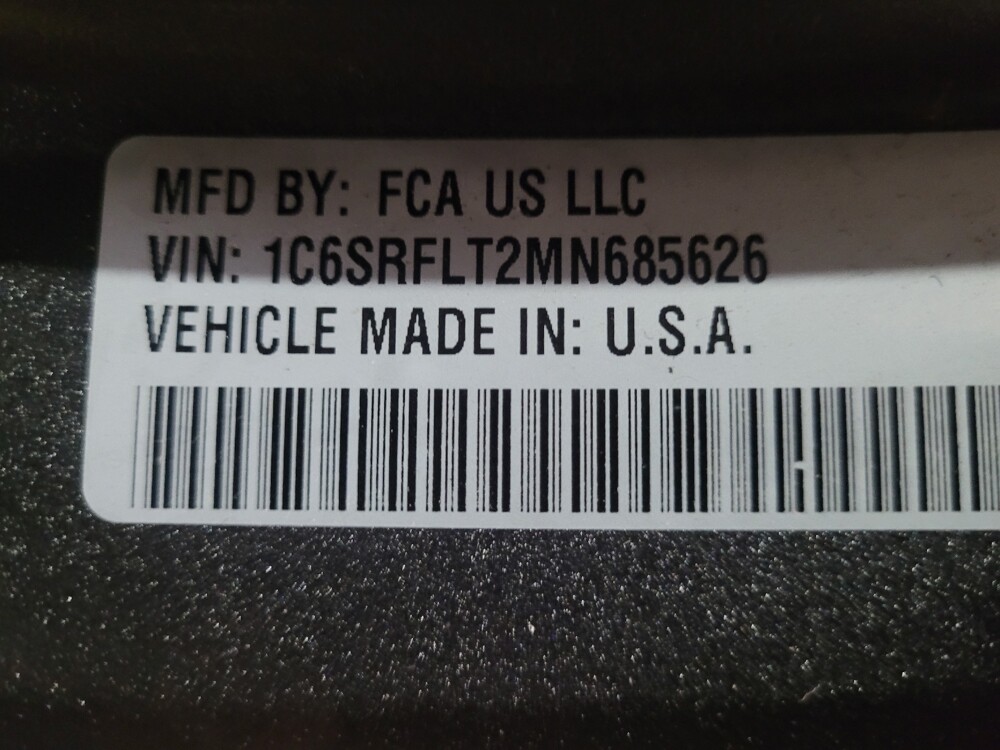 MFD BY: FCA US LLC
VIN: 1C6SRFLT2MN685626
VEHICLE MADE IN: U.S.A.